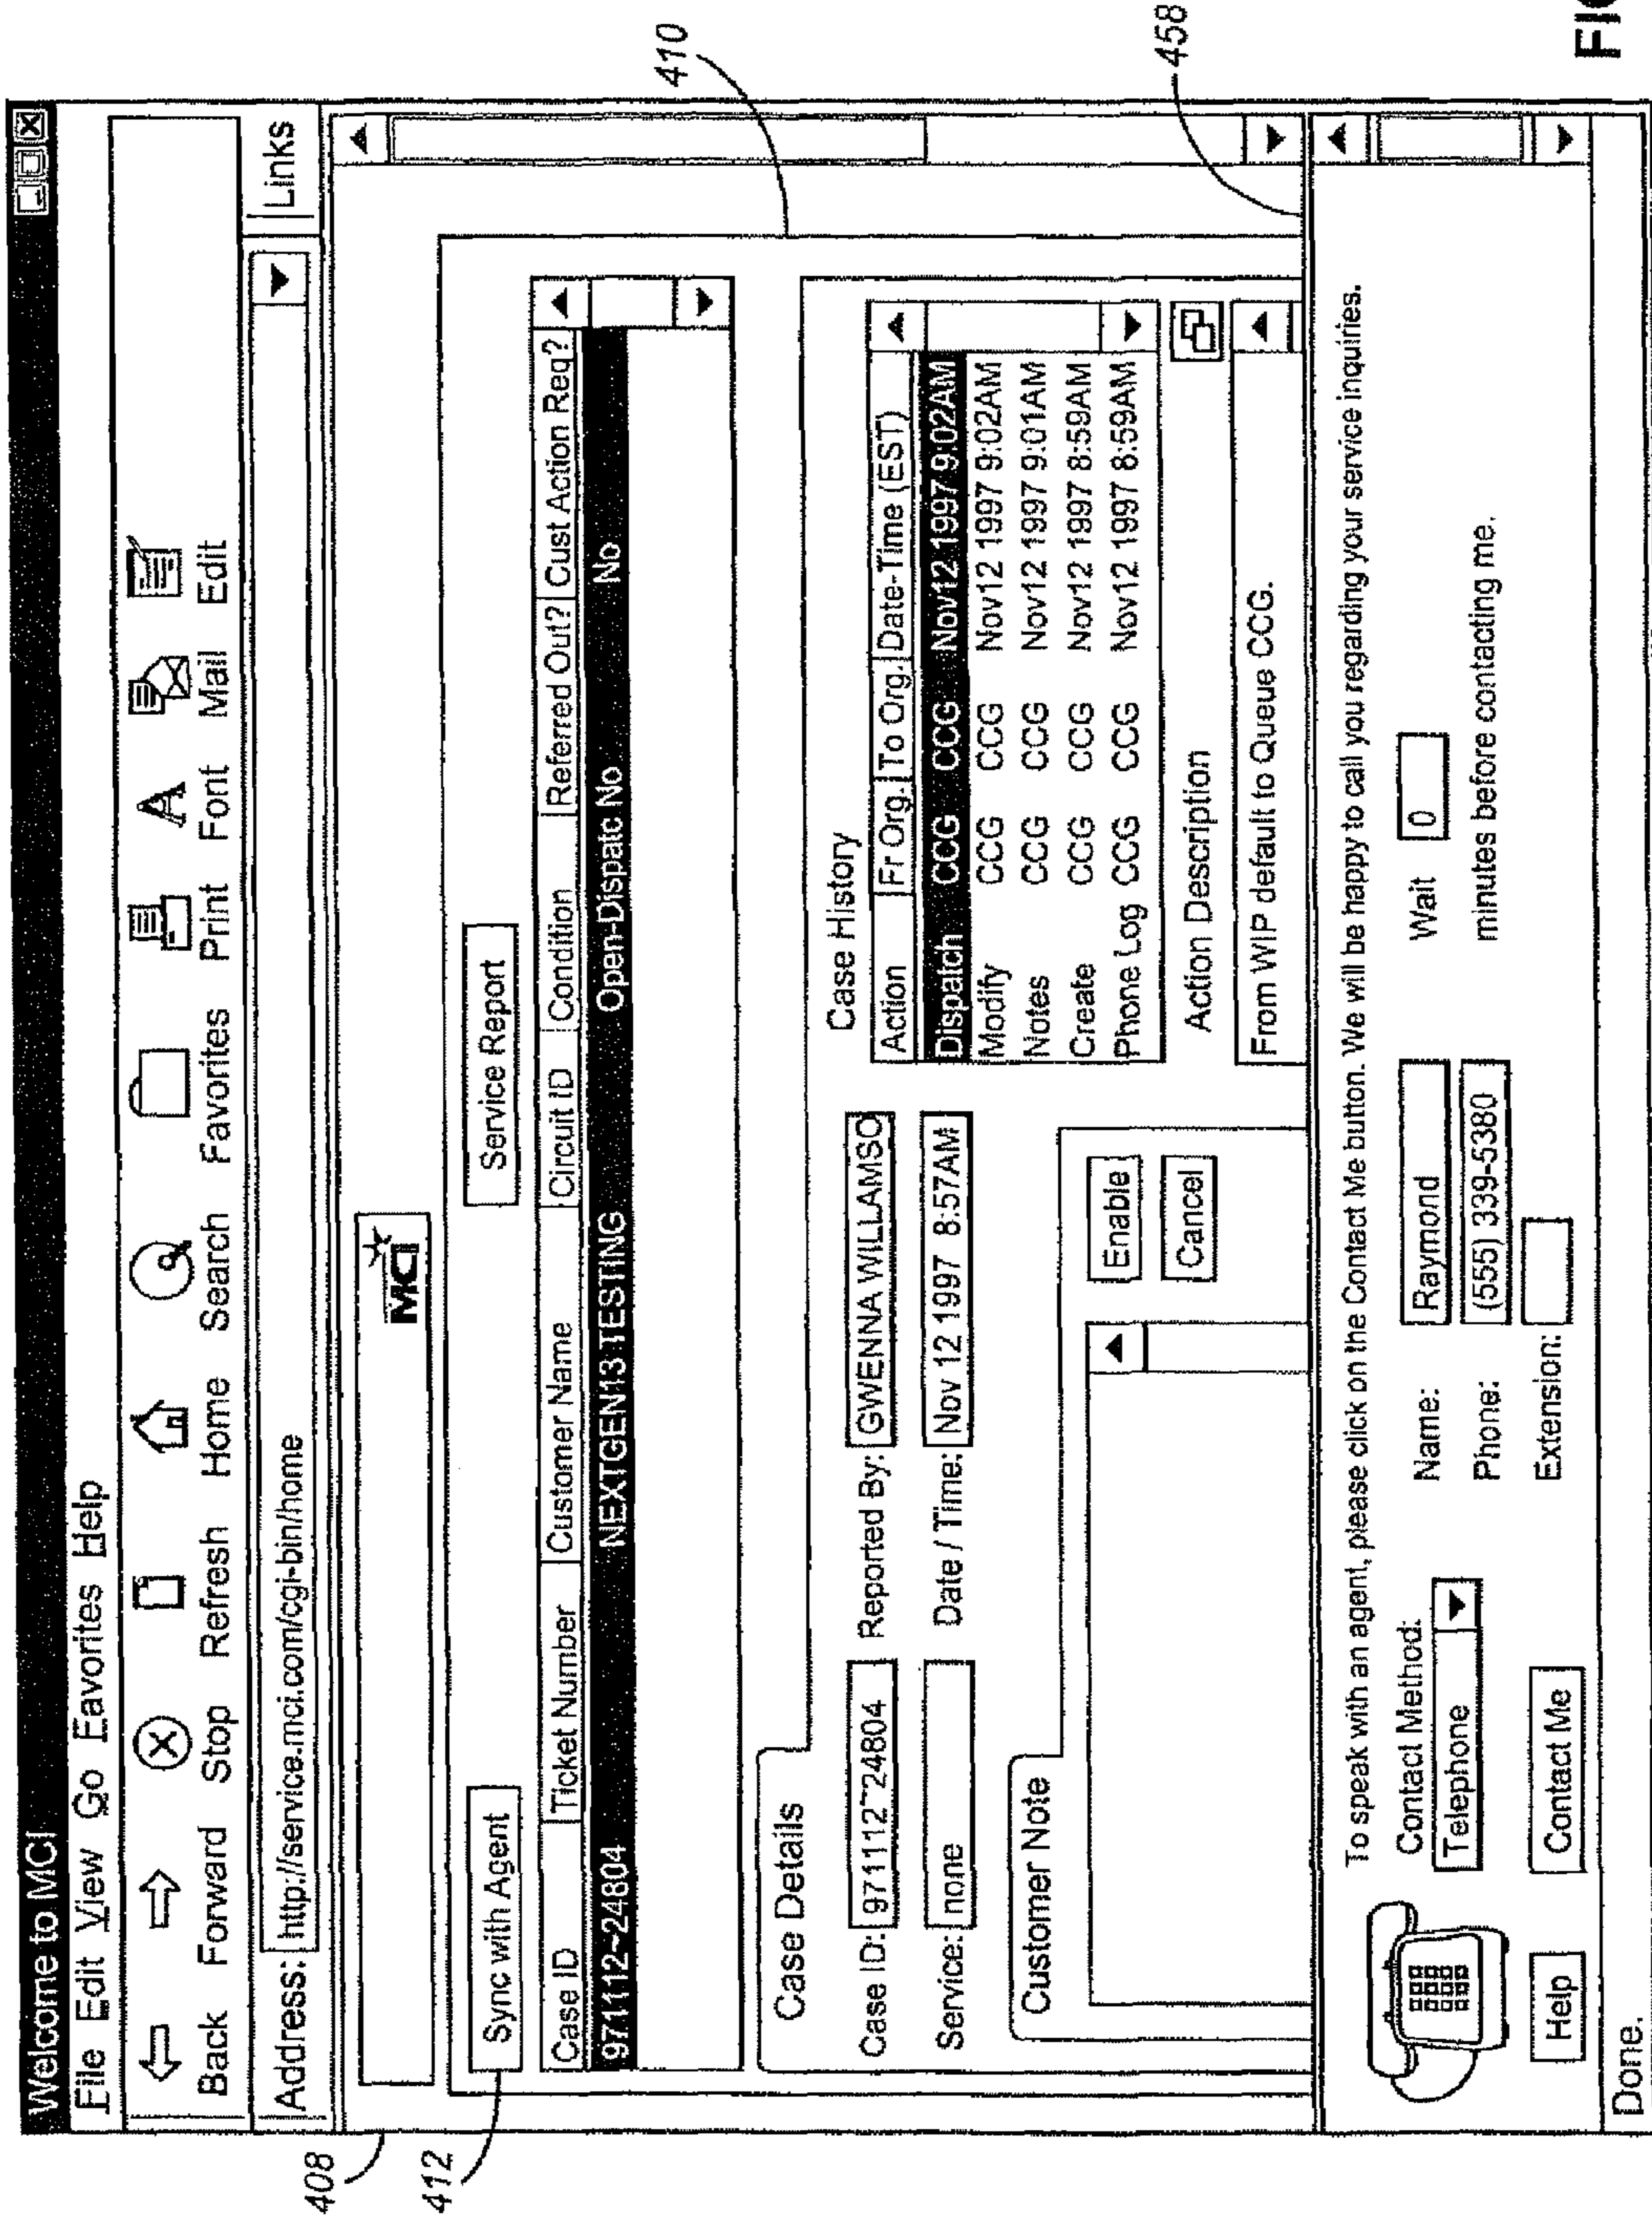 Welcome to MCI
File Edit View Go Favorites Help
Back Forward Stop Refresh Home Search Favorites Print Font Mail Edit
Address: http://service.mci.com/cgi-bin/home Links
408
MCI
412
Sync with Agent Service Report
Case ID Ticket Number Customer Name Circuit ID Condition Referred Out? Cust Action Req?
971112-24804 NEXTGEN13 TESTING Open-Dispatc No No
410
Case Details
Case History
Case ID: 971112-24804 Reported By: GWENNA WILLAMSO
Action Fr Org. To Org. Date-Time (EST)
Dispatch CCG CCG Nov12 1997 9:02AM
Service: none Date / Time: Nov 12 1997 8:57AM
Modify CCG CCG Nov12 1997 9:02AM
Notes CCG CCG Nov12 1997 9:01AM
Create CCG CCG Nov12 1997 8:59AM
Phone Log CCG CCG Nov12 1997 8:59AM
Customer Note
Enable
Cancel
Action Description
From WIP default to Queue CCG.
458
To speak with an agent, please click on the Contact Me button. We will be happy to call you regarding your service inquiries.
Contact Method: Name: Raymond Wait 0
Telephone Phone: (555) 339-5380 minutes before contacting me.
Help Contact Me Extension:
Done.